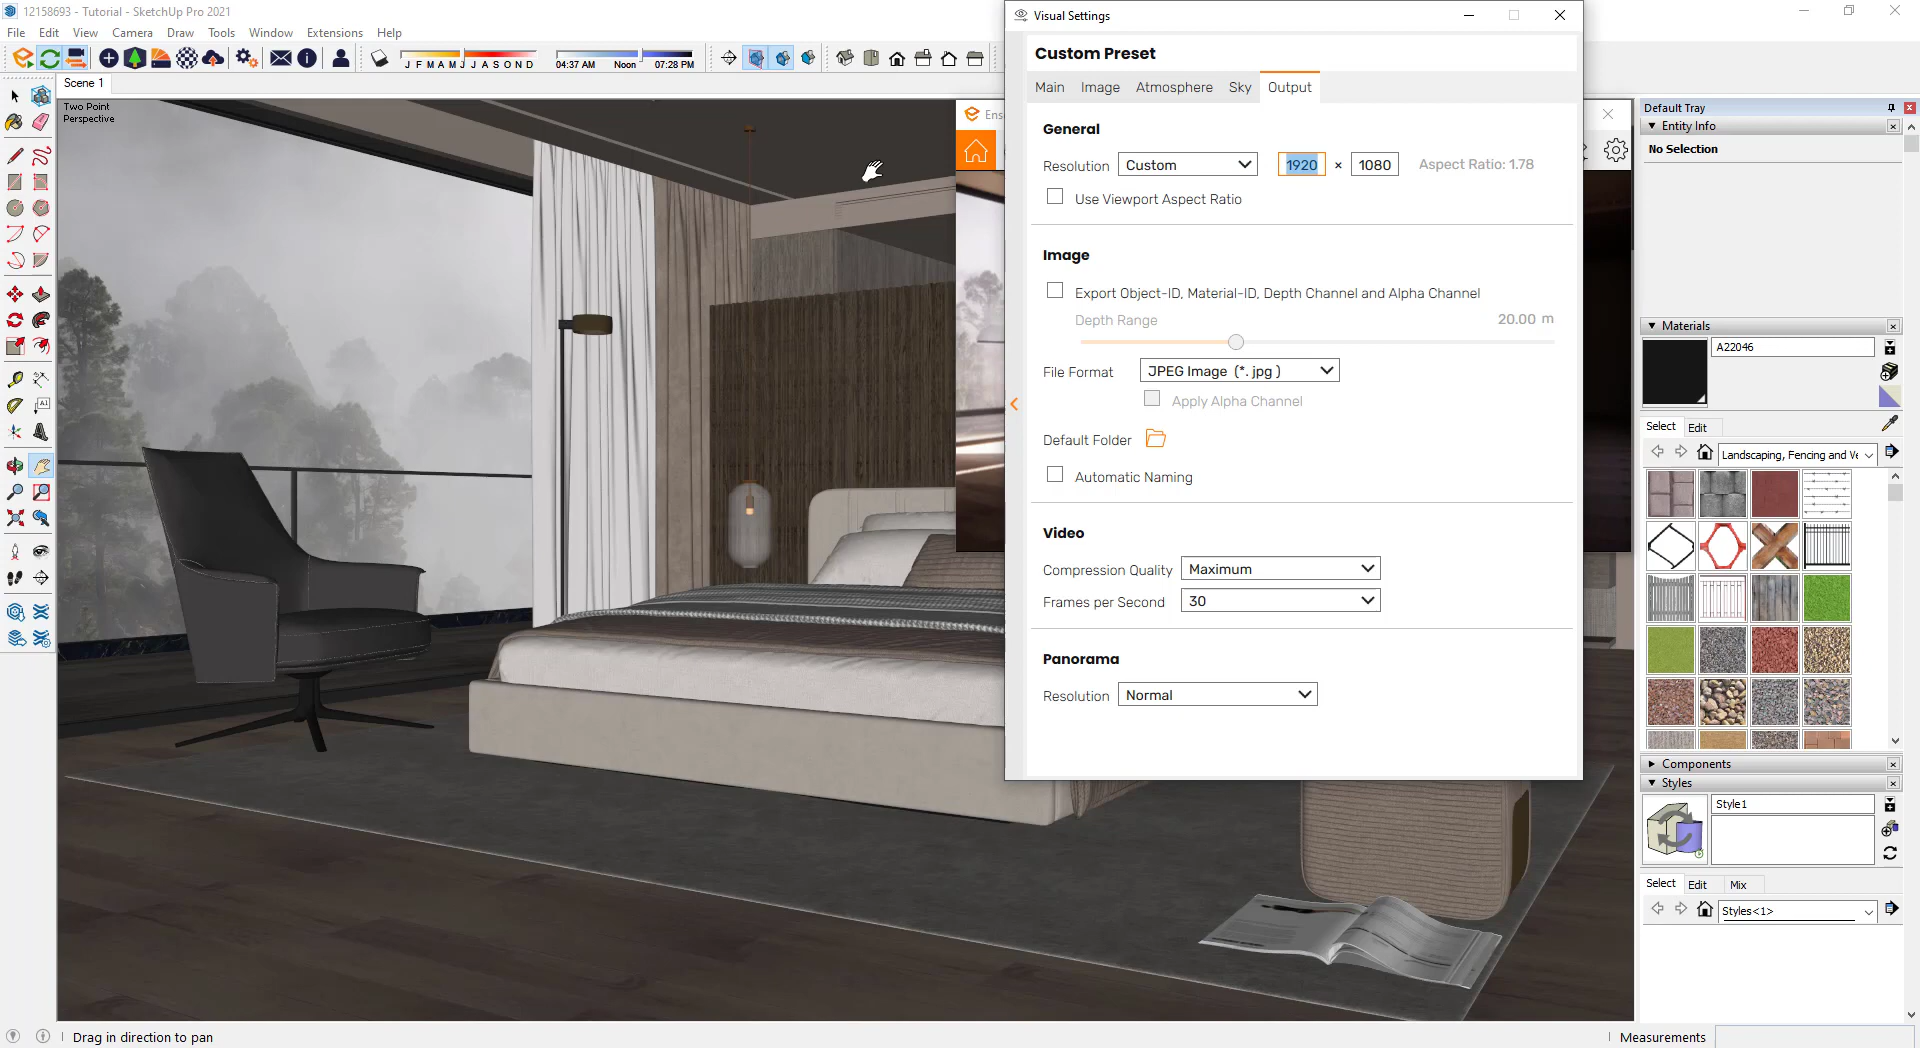 12158693 - Tutorial - SketchUp Pro 2021
File Edit View Camera Draw Tools Window Extensions Help
J F M A M J J A S O N D
04:37 AM Noon 07:28 PM
Scene 1
Two Point
Perspective
Ens
Visual Settings
Custom Preset
Main Image Atmosphere Sky Output
General
Resolution Custom 1920 × 1080 Aspect Ratio: 1.78
Use Viewport Aspect Ratio
Image
Export Object-ID, Material-ID, Depth Channel and Alpha Channel
Depth Range 20.00 m
File Format JPEG Image (*. jpg )
Apply Alpha Channel
Default Folder
Automatic Naming
Video
Compression Quality Maximum
Frames per Second 30
Panorama
Resolution Normal
Default Tray
Entity Info
No Selection
Materials
A22046
Select Edit
Landscaping, Fencing and Ve
Components
Styles
Style1
Select Edit Mix
Styles<1>
Drag in direction to pan
Measurements